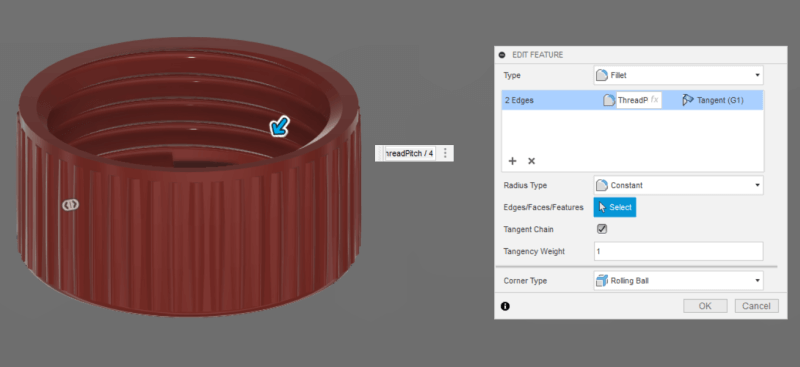 EDIT FEATURE
Type
Fillet
2 Edges
ThreadP fx
Tangent (G1)
hreadPitch / 4
Radius Type
Constant
Edges/Faces/Features
Select
Tangent Chain
Tangency Weight
1
Corner Type
Rolling Ball
OK
Cancel